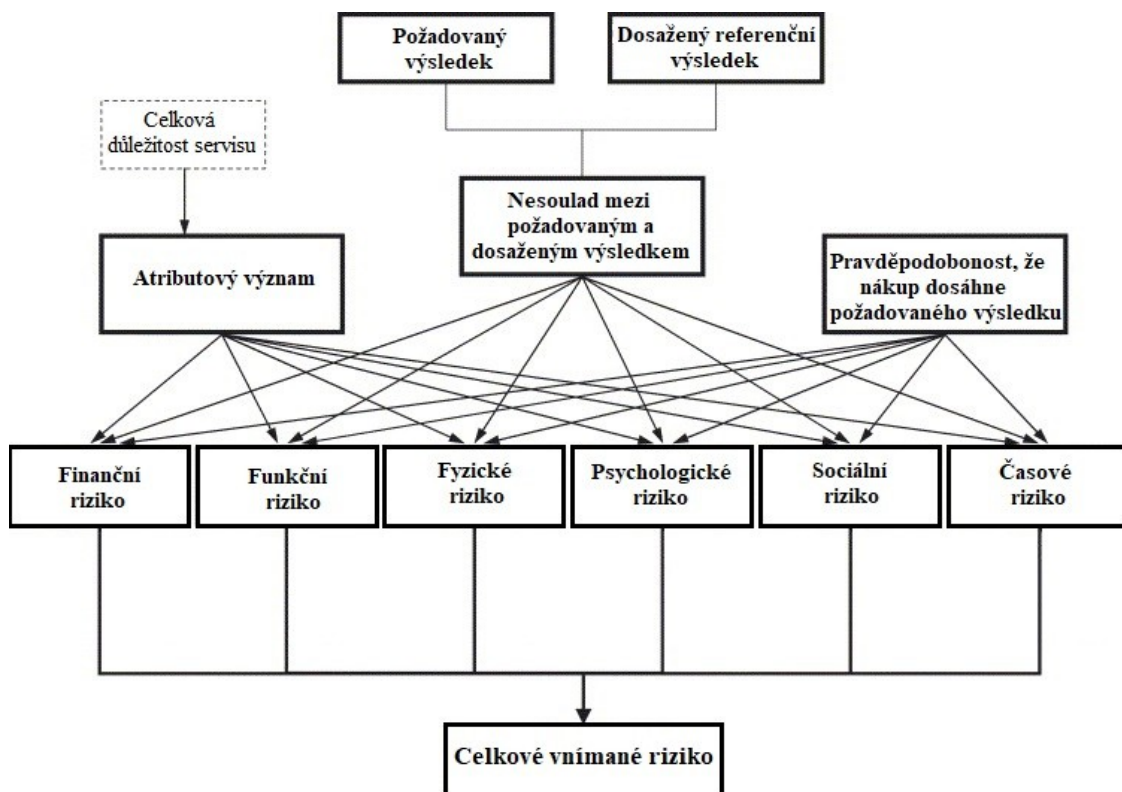 Požadovaný
výsledek
Dosažený referenční
výsledek
Celková
důležitost servisu
Nesoulad mezi
požadovaným a
dosaženým výsledkem
Atributový význam
Pravděpodobonost, že
nákup dosáhne
požadovaného výsledku
Finanční
riziko
Funkční
riziko
Fyzické
riziko
Psychologické
riziko
Sociální
riziko
Časové
riziko
Celkové vnímané riziko